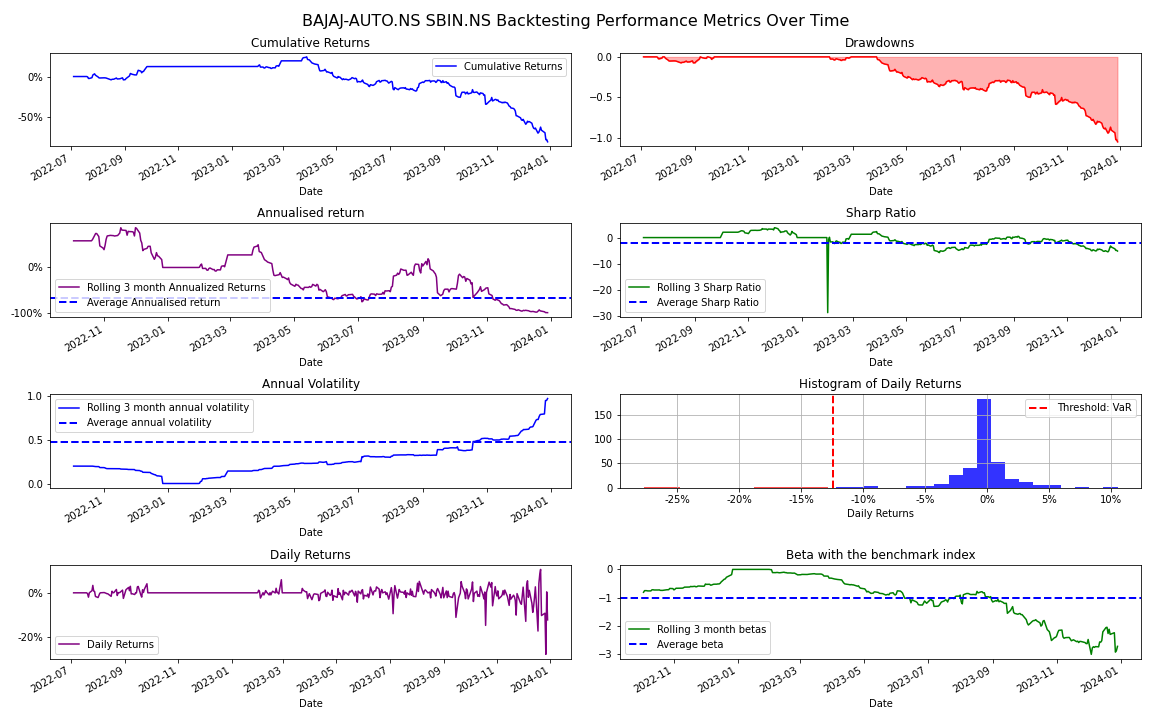 BAJAJ-AUTO.NS SBIN.NS Backtesting Performance Metrics Over Time
Cumulative Returns
0%
-50%
Cumulative Returns
2022-07 2022-09 2022-11 2023-01 2023-03 2023-05 2023-07 2023-09 2023-11 2024-01
Date
Drawdowns
0.0
−0.5
−1.0
2022-07 2022-09 2022-11 2023-01 2023-03 2023-05 2023-07 2023-09 2023-11 2024-01
Date
Annualised return
0%
-100%
Rolling 3 month Annualized Returns
Average Annualised return
2022-11 2023-01 2023-03 2023-05 2023-07 2023-09 2023-11 2024-01
Date
Sharp Ratio
0
−10
−20
−30
Rolling 3 Sharp Ratio
Average Sharp Ratio
2022-07 2022-09 2022-11 2023-01 2023-03 2023-05 2023-07 2023-09 2023-11 2024-01
Date
Annual Volatility
1.0
0.5
0.0
Rolling 3 month annual volatility
Average annual volatility
2022-11 2023-01 2023-03 2023-05 2023-07 2023-09 2023-11 2024-01
Date
Histogram of Daily Returns
150
100
50
0
Threshold: VaR
-25% -20% -15% -10% -5% 0% 5% 10%
Daily Returns
Daily Returns
0%
-20%
Daily Returns
2022-07 2022-09 2022-11 2023-01 2023-03 2023-05 2023-07 2023-09 2023-11 2024-01
Date
Beta with the benchmark index
0
−1
−2
−3
Rolling 3 month betas
Average beta
2022-11 2023-01 2023-03 2023-05 2023-07 2023-09 2023-11 2024-01
Date